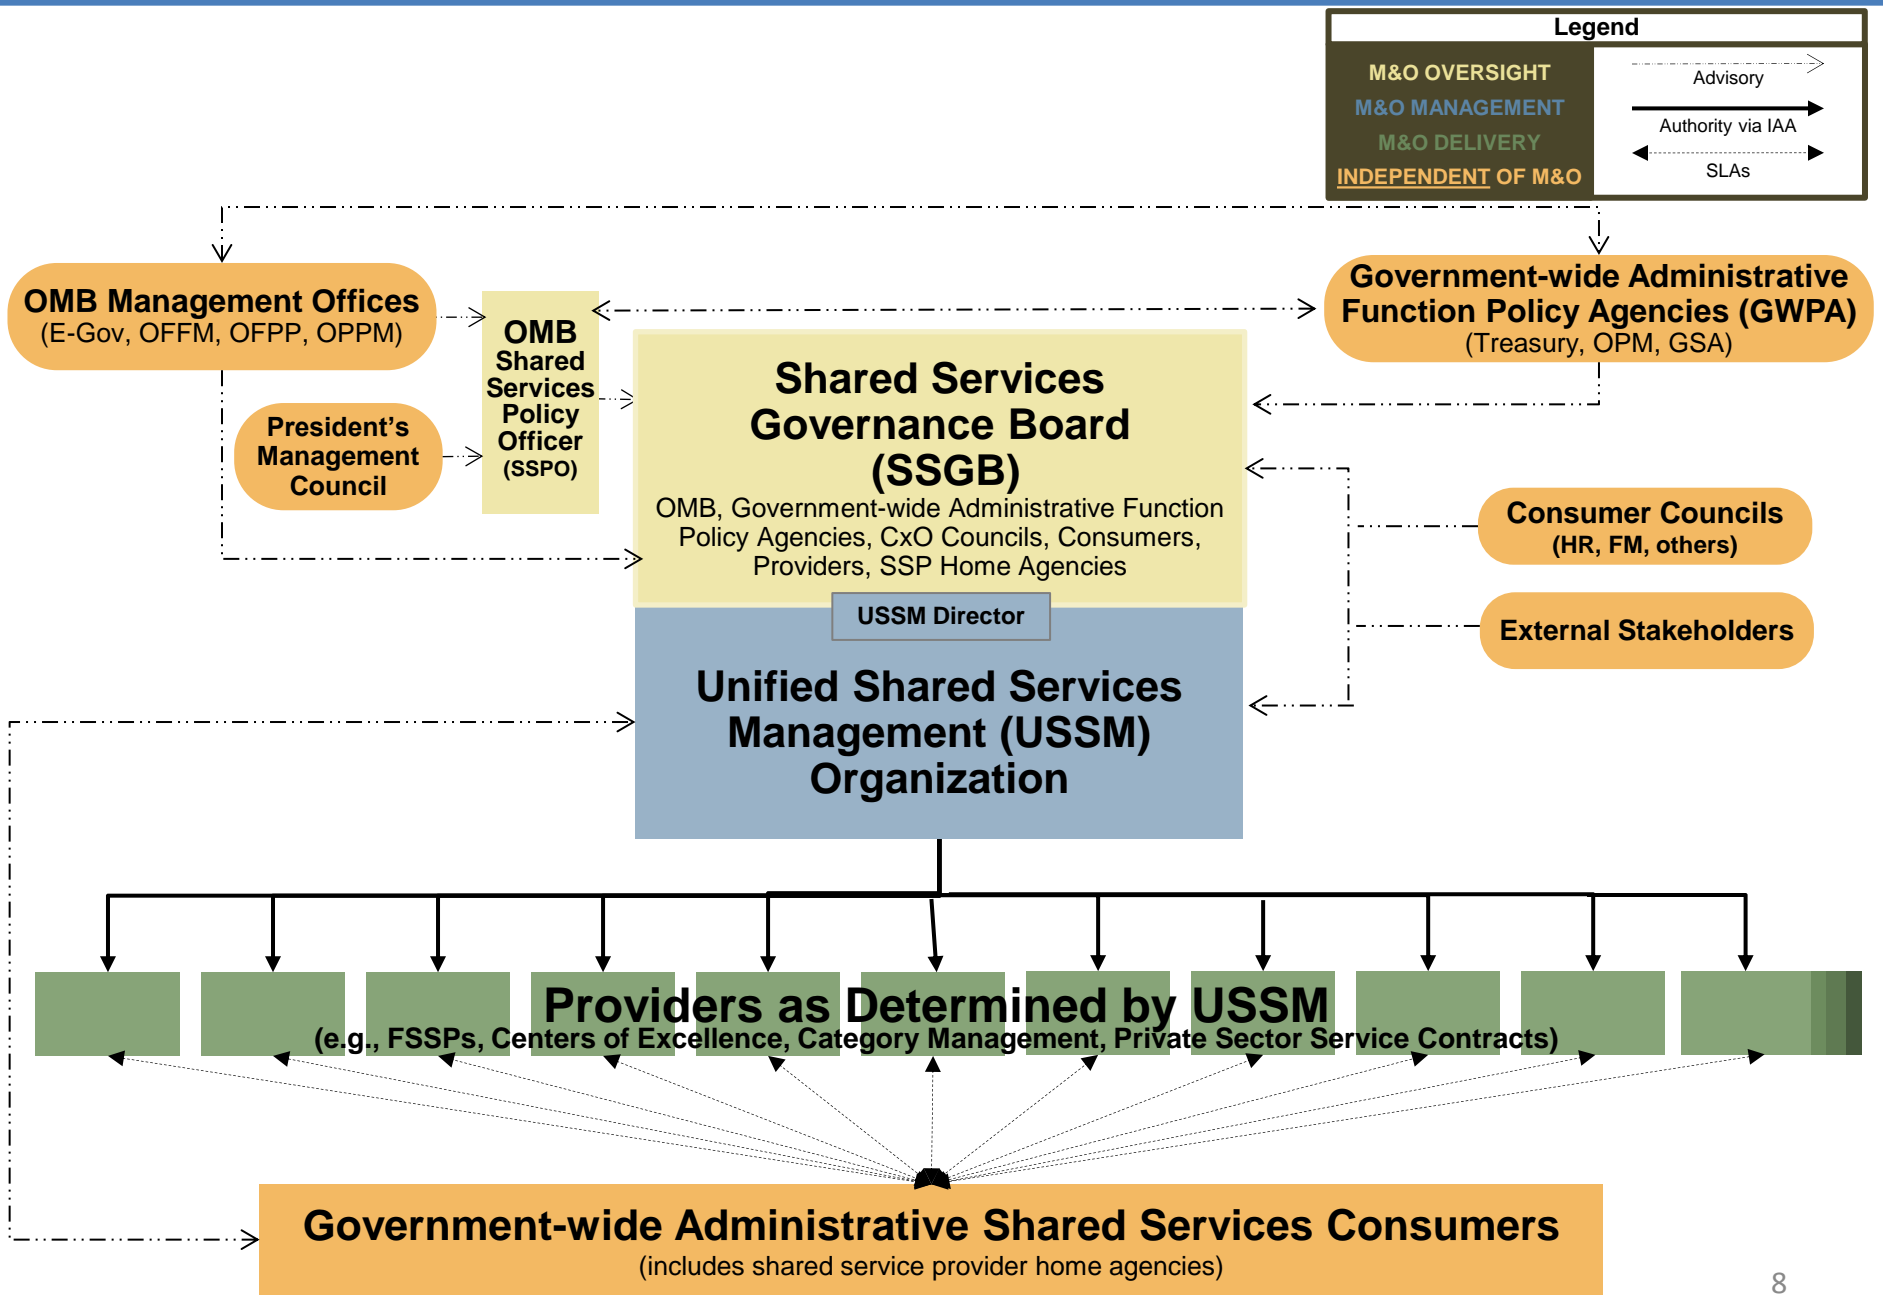 Legend
M&O OVERSIGHT
M&O MANAGEMENT
M&O DELIVERY
INDEPENDENT OF M&O
Advisory
Authority via IAA
SLAs
OMB Management Offices
(E-Gov, OFFM, OFPP, OPPM)
OMB
Shared
Services
Policy
Officer
(SSPO)
Government-wide Administrative
Function Policy Agencies (GWPA)
(Treasury, OPM, GSA)
President’s
Management
Council
Shared Services
Governance Board
(SSGB)
OMB, Government-wide Administrative Function
Policy Agencies, CxO Councils, Consumers,
Providers, SSP Home Agencies
Consumer Councils
(HR, FM, others)
External Stakeholders
USSM Director
Unified Shared Services
Management (USSM)
Organization
Providers as Determined by USSM
(e.g., FSSPs, Centers of Excellence, Category Management, Private Sector Service Contracts)
Government-wide Administrative Shared Services Consumers
(includes shared service provider home agencies)
8